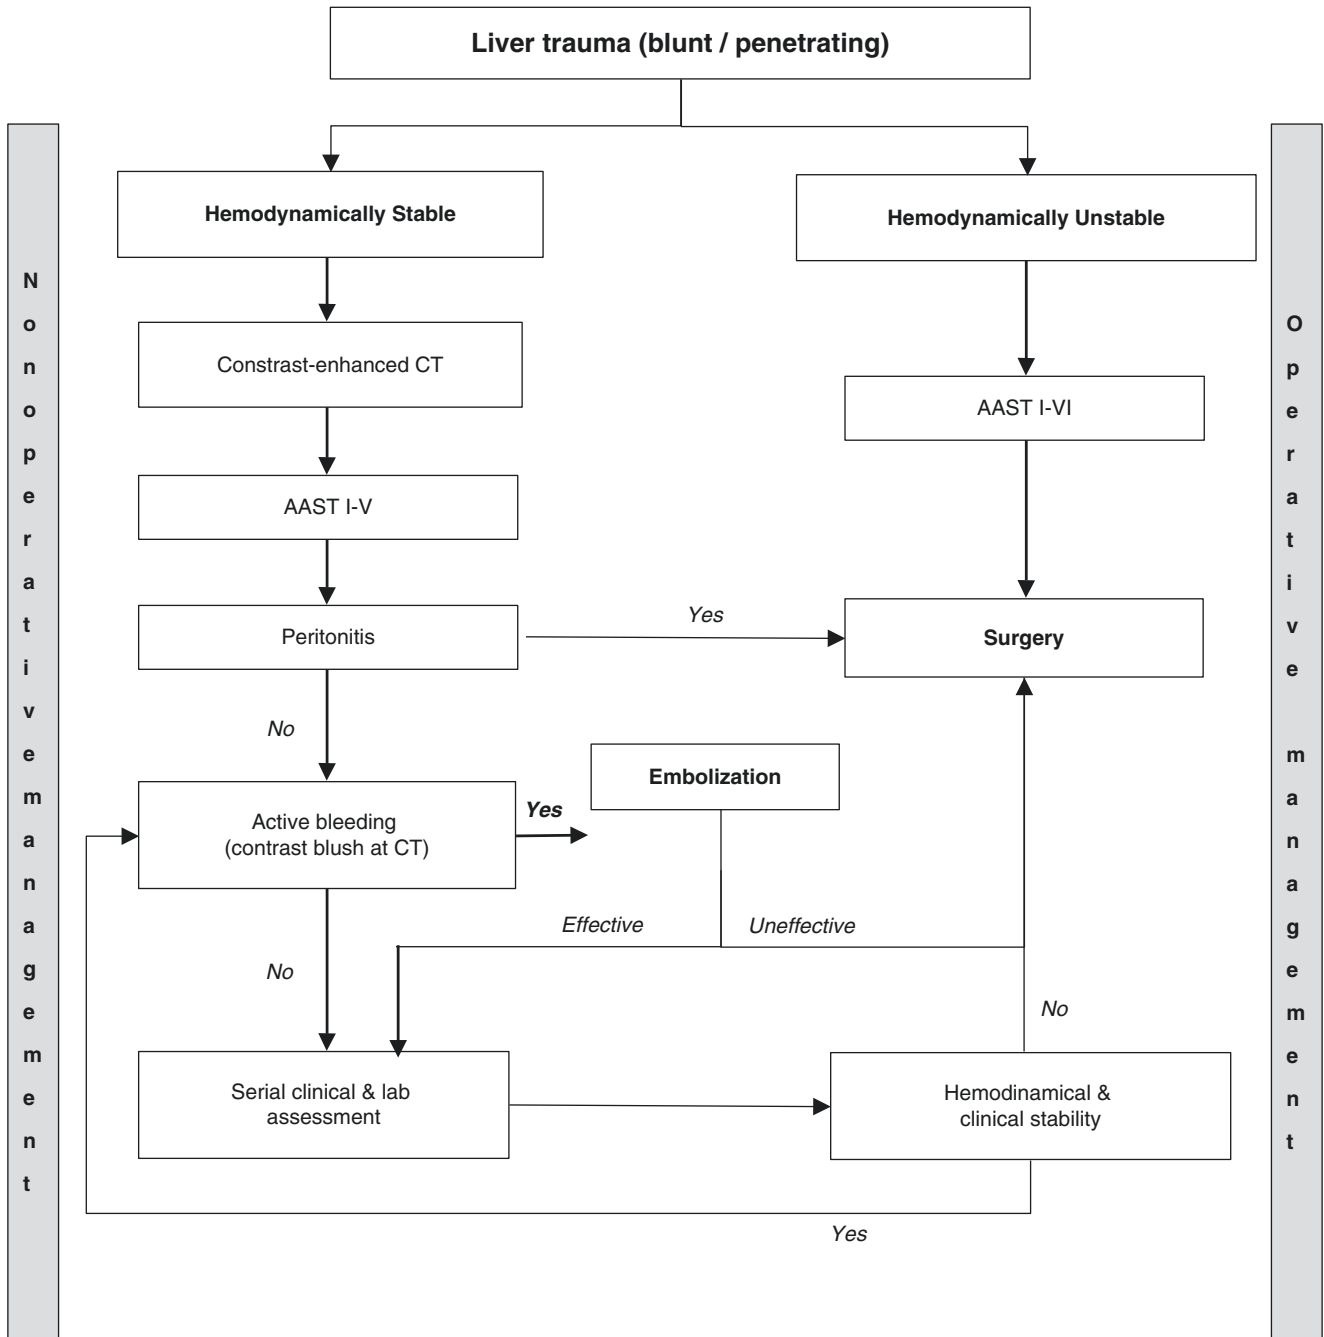 Liver trauma (blunt / penetrating)
Hemodynamically Stable
Hemodynamically Unstable
Constrast-enhanced CT
AAST I-VI
AAST I-V
Peritonitis
Yes
Surgery
No
Embolization
Active bleeding
(contrast blush at CT)
Yes
Effective
Uneffective
No
No
Serial clinical & lab
assessment
Hemodinamical &
clinical stability
Yes
Nonoperativemanagement
Operative management